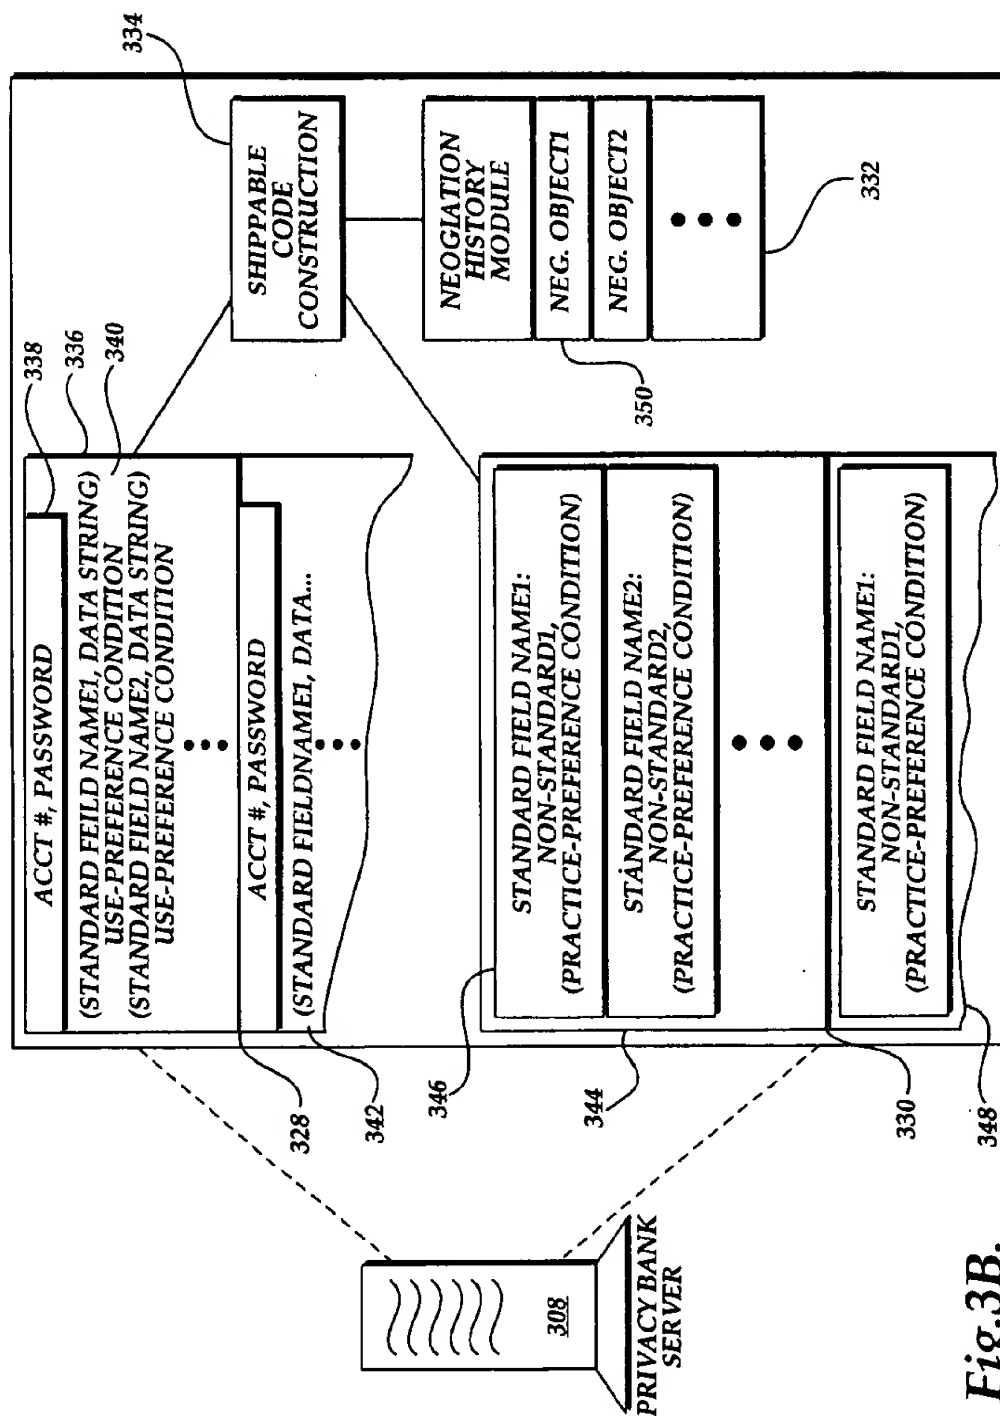 334
SHIPPABLE
CODE
CONSTRUCTION
NEOGIATION
HISTORY
MODULE
NEG. OBJECT1
NEG. OBJECT2
332
350
338
336
340
ACCT #, PASSWORD
(STANDARD FEILD NAME1, DATA STRING)
USE-PREFERENCE CONDITION
(STANDARD FIELD NAME2, DATA STRING)
USE-PREFERENCE CONDITION
ACCT #, PASSWORD
(STANDARD FIELDNAME1, DATA...
328
342
STANDARD FIELD NAME1:
NON-STANDARD1,
(PRACTICE-PREFERENCE CONDITION)
STANDARD FIELD NAME2:
NON-STANDARD2,
(PRACTICE-PREFERENCE CONDITION)
STANDARD FIELD NAME1:
NON-STANDARD1,
(PRACTICE-PREFERENCE CONDITION)
346
344
330
348
308
PRIVACY BANK
SERVER
Fig.3B.